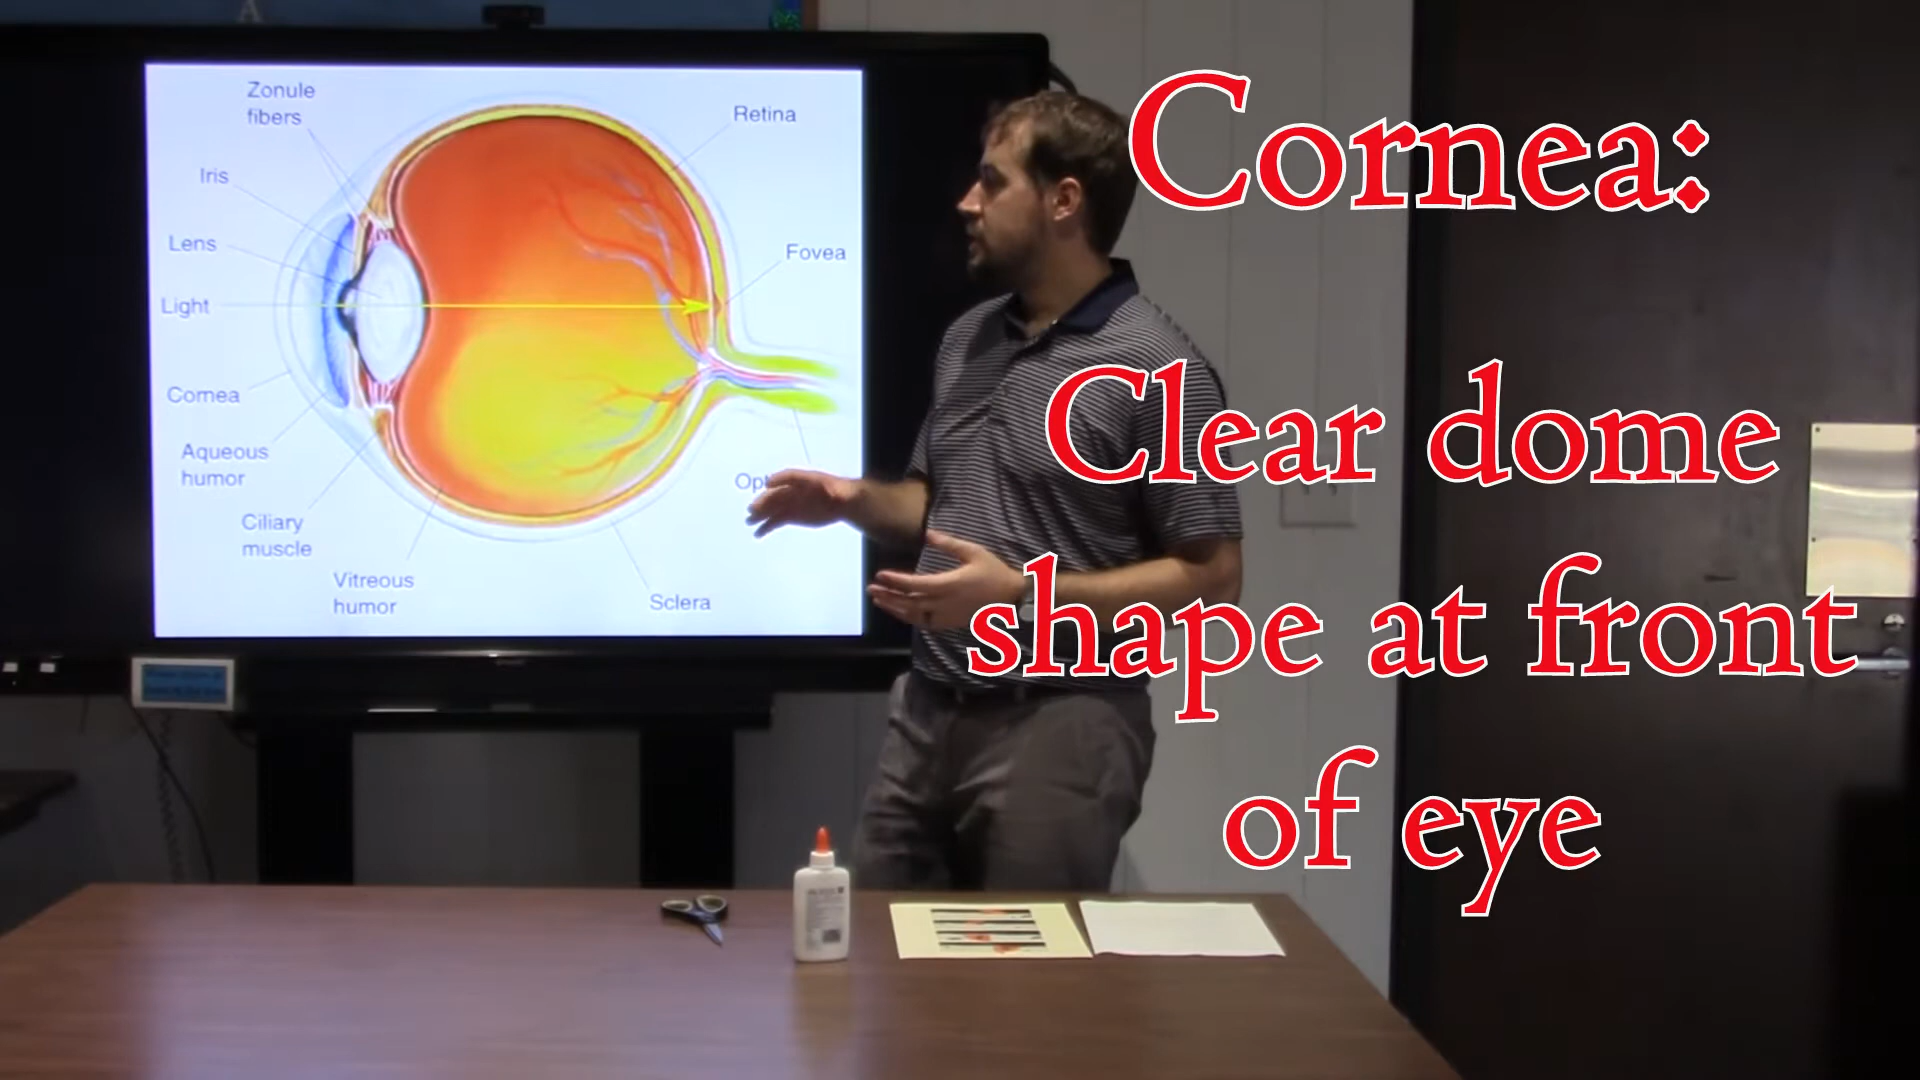 Zonule
fibers
Retina
Iris
Lens
Fovea
Light
Cornea
Aqueous
humor
Ciliary
muscle
Vitreous
humor
Sclera
Cornea:
Clear dome
shape at front
of eye